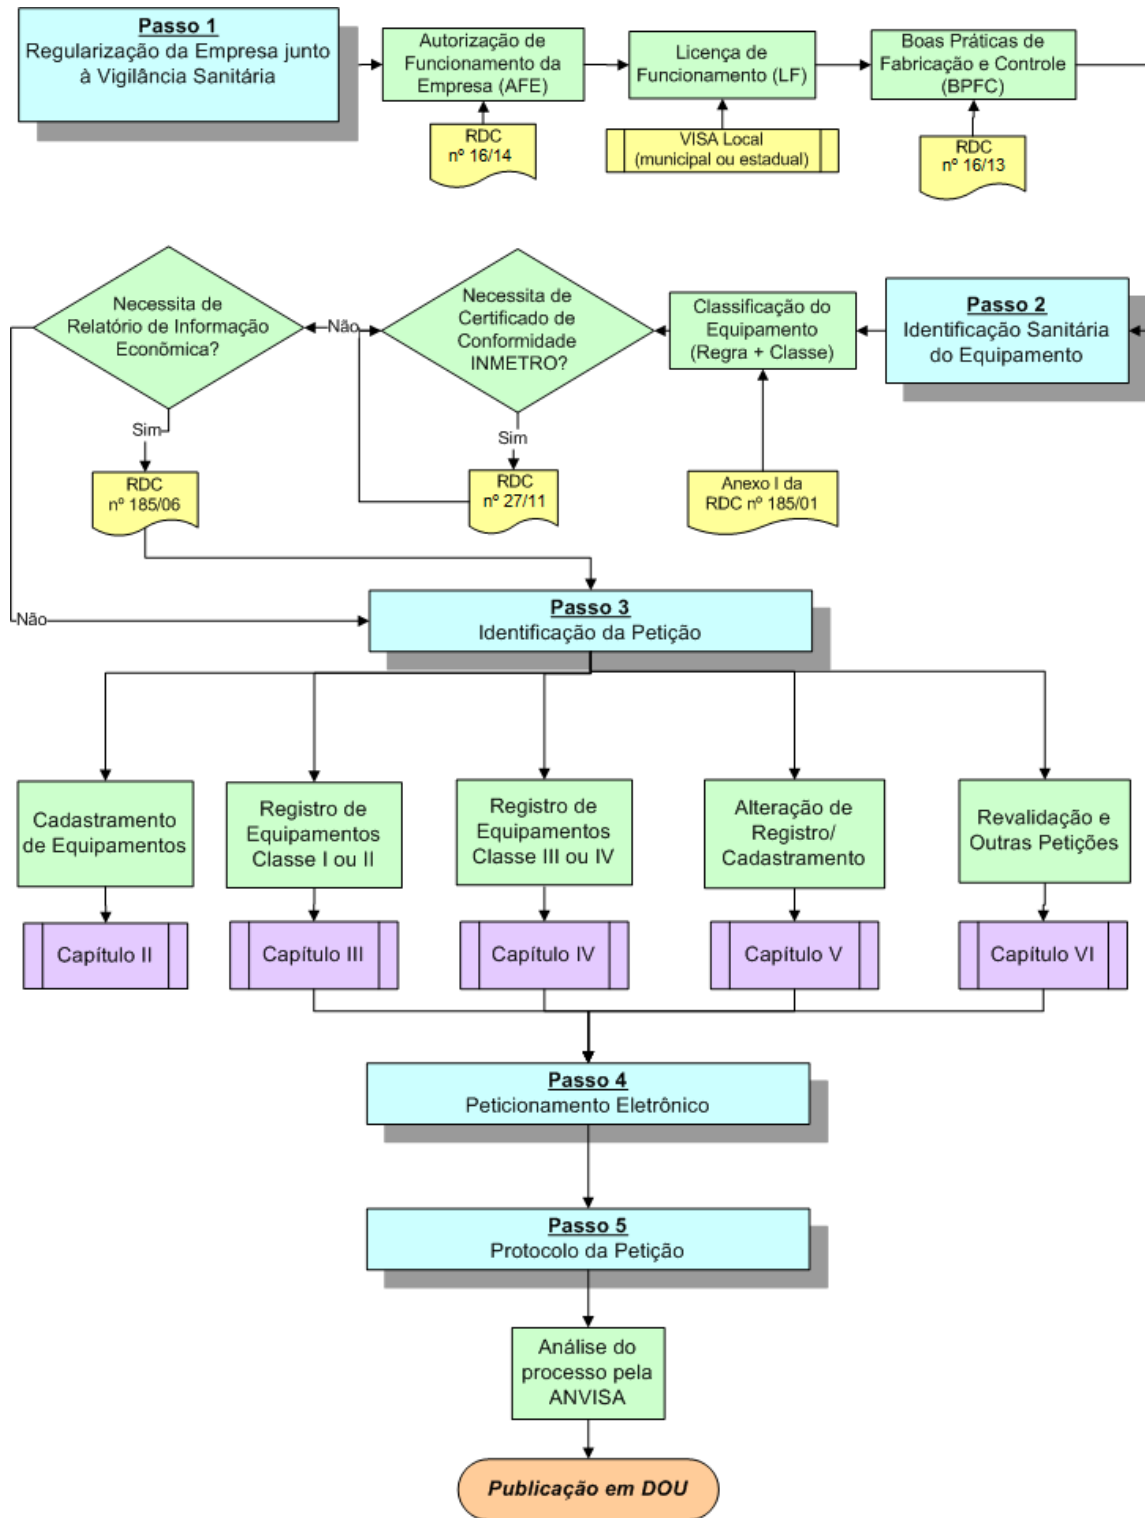 Passo 1
Regularização da Empresa junto
à Vigilância Sanitária
Autorização de
Funcionamento da
Empresa (AFE)
Licença de
Funcionamento (LF)
Boas Práticas de
Fabricação e Controle
(BPFC)
RDC
nº 16/14
VISA Local
(municipal ou estadual)
RDC
nº 16/13
Necessita de
Relatório de Informação
Econômica?
Não
Necessita de
Certificado de
Conformidade
INMETRO?
Classificação do
Equipamento
(Regra + Classe)
Passo 2
Identificação Sanitária
do Equipamento
Sim
Sim
RDC
nº 185/06
RDC
nº 27/11
Anexo I da
RDC nº 185/01
Não
Passo 3
Identificação da Petição
Cadastramento
de Equipamentos
Registro de
Equipamentos
Classe I ou II
Registro de
Equipamentos
Classe III ou IV
Alteração de
Registro/
Cadastramento
Revalidação e
Outras Petições
Capítulo II
Capítulo III
Capítulo IV
Capítulo V
Capítulo VI
Passo 4
Peticionamento Eletrônico
Passo 5
Protocolo da Petição
Análise do
processo pela
ANVISA
Publicação em DOU